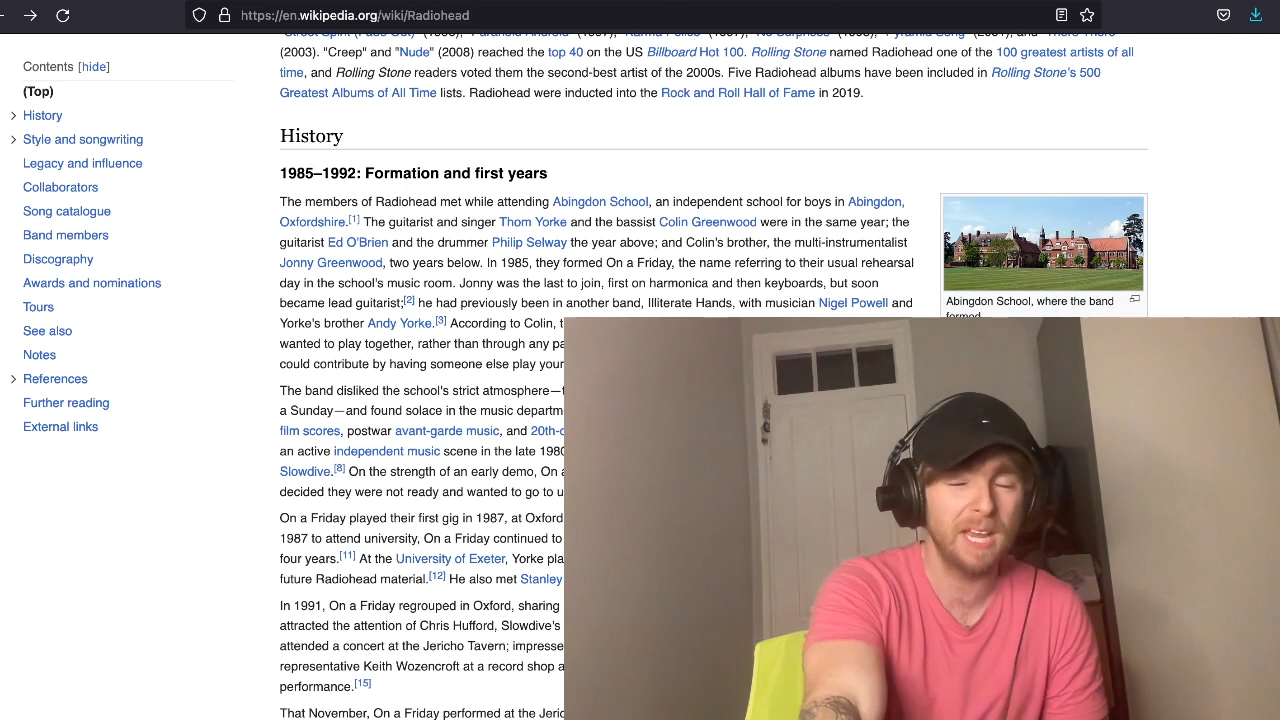 https://en.wikipedia.org/wiki/Radiohead
Contents [hide]
(Top)
History
Style and songwriting
Legacy and influence
Collaborators
Song catalogue
Band members
Discography
Awards and nominations
Tours
See also
Notes
References
Further reading
External links
(2003). "Creep" and "Nude" (2008) reached the top 40 on the US Billboard Hot 100. Rolling Stone named Radiohead one of the 100 greatest artists of all
time, and Rolling Stone readers voted them the second-best artist of the 2000s. Five Radiohead albums have been included in Rolling Stone's 500
Greatest Albums of All Time lists. Radiohead were inducted into the Rock and Roll Hall of Fame in 2019.
History
1985–1992: Formation and first years
The members of Radiohead met while attending Abingdon School, an independent school for boys in Abingdon,
Oxfordshire.[1] The guitarist and singer Thom Yorke and the bassist Colin Greenwood were in the same year; the
guitarist Ed O'Brien and the drummer Philip Selway the year above; and Colin's brother, the multi-instrumentalist
Jonny Greenwood, two years below. In 1985, they formed On a Friday, the name referring to their usual rehearsal
day in the school's music room. Jonny was the last to join, first on harmonica and then keyboards, but soon
became lead guitarist;[2] he had previously been in another band, Illiterate Hands, with musician Nigel Powell and
Yorke's brother Andy Yorke.[3] According to Colin, t
wanted to play together, rather than through any pa
could contribute by having someone else play your
The band disliked the school's strict atmosphere—
a Sunday—and found solace in the music departm
film scores, postwar avant-garde music, and 20th-c
an active independent music scene in the late 1980
Slowdive.[8] On the strength of an early demo, On a
decided they were not ready and wanted to go to u
On a Friday played their first gig in 1987, at Oxford
1987 to attend university, On a Friday continued to
four years.[11] At the University of Exeter, Yorke pla
future Radiohead material.[12] He also met Stanley
In 1991, On a Friday regrouped in Oxford, sharing
attracted the attention of Chris Hufford, Slowdive's
attended a concert at the Jericho Tavern; impresse
representative Keith Wozencroft at a record shop a
performance.[15]
That November, On a Friday performed at the Jeric
Abingdon School, where the band
formed